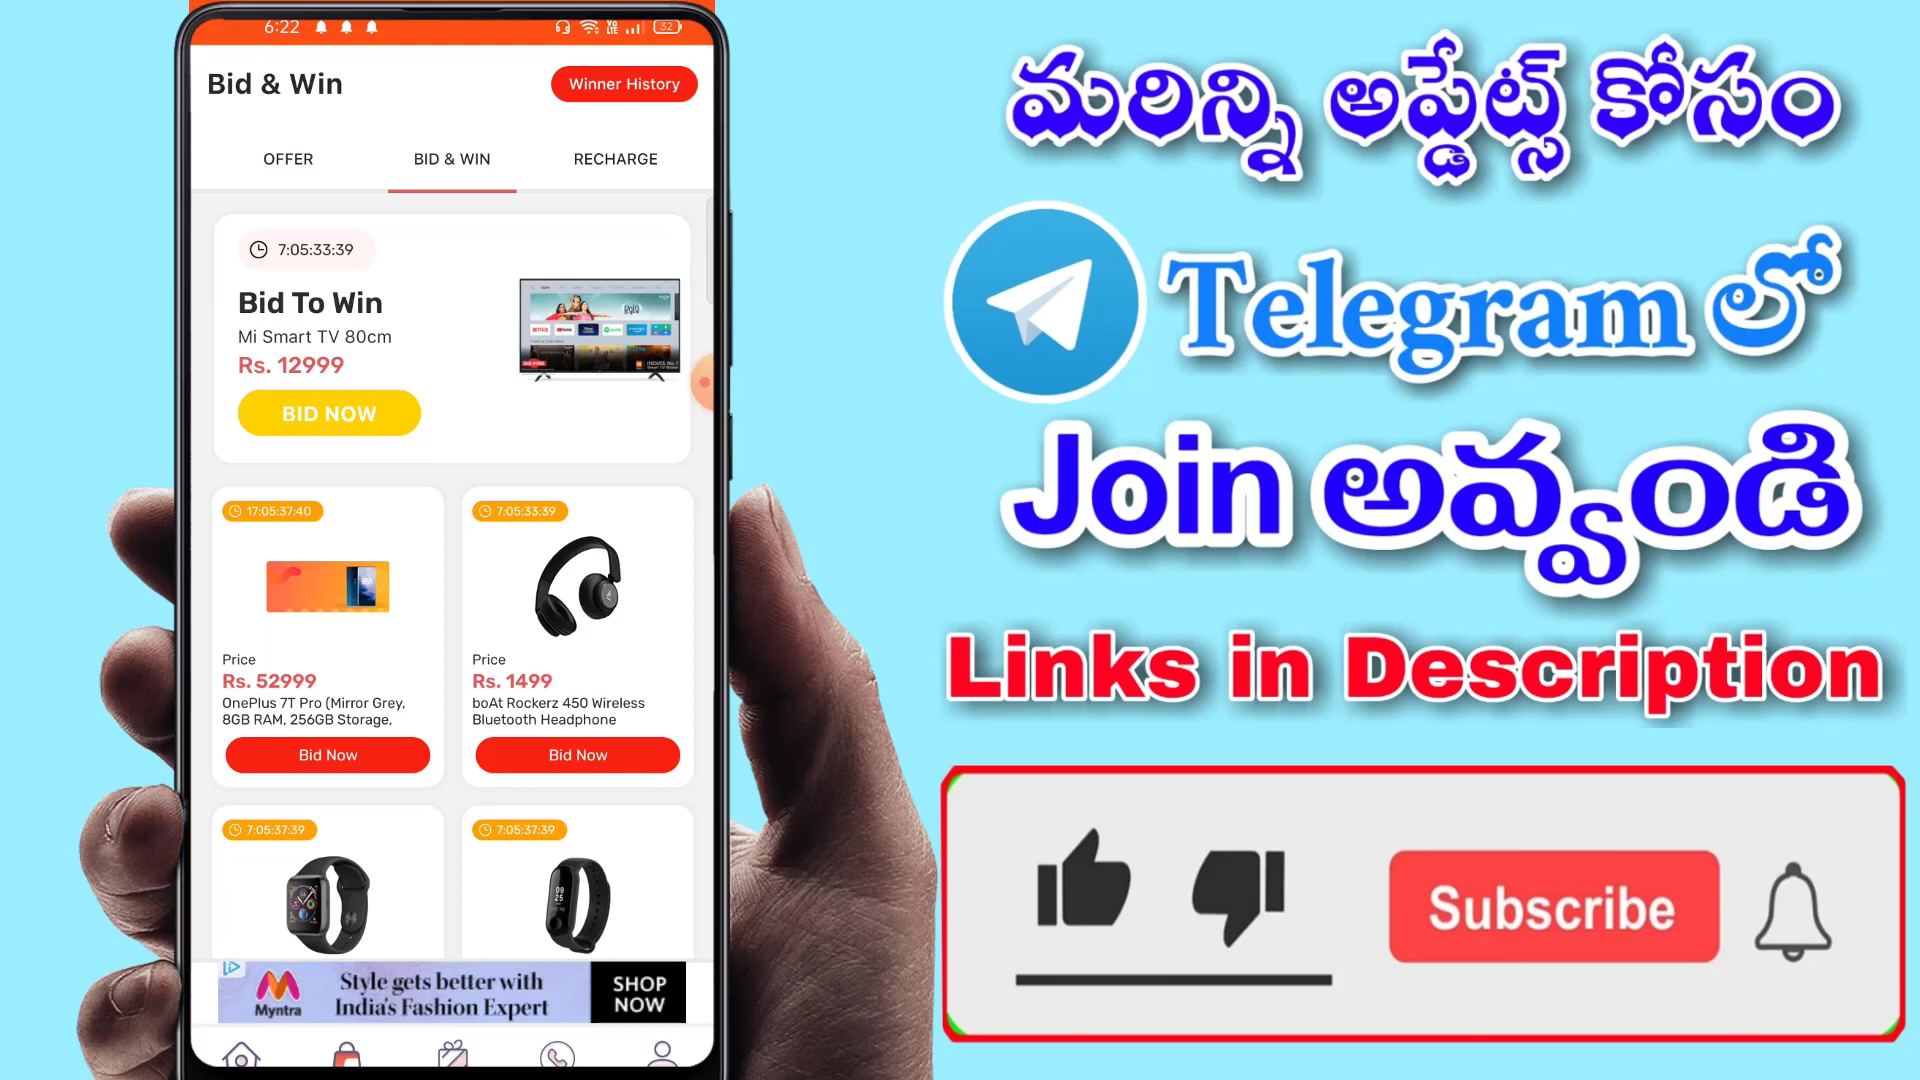 6:22
32
Bid & Win
Winner History
OFFER
BID & WIN
RECHARGE
7:05:33:39
Bid To Win
Mi Smart TV 80cm
Rs. 12999
BID NOW
17:05:37:40
Price
Rs. 52999
OnePlus 7T Pro (Mirror Grey,
8GB RAM, 256GB Storage,
Bid Now
7:05:33:39
Price
Rs. 1499
boAt Rockerz 450 Wireless
Bluetooth Headphone
Bid Now
7:05:37:39
7:05:37:39
Myntra
Style gets better with
India's Fashion Expert
SHOP
NOW
మరిన్ని అప్డేట్స్ కోసం
Telegram లో
Join అవ్వండి
Links in Description
Subscribe